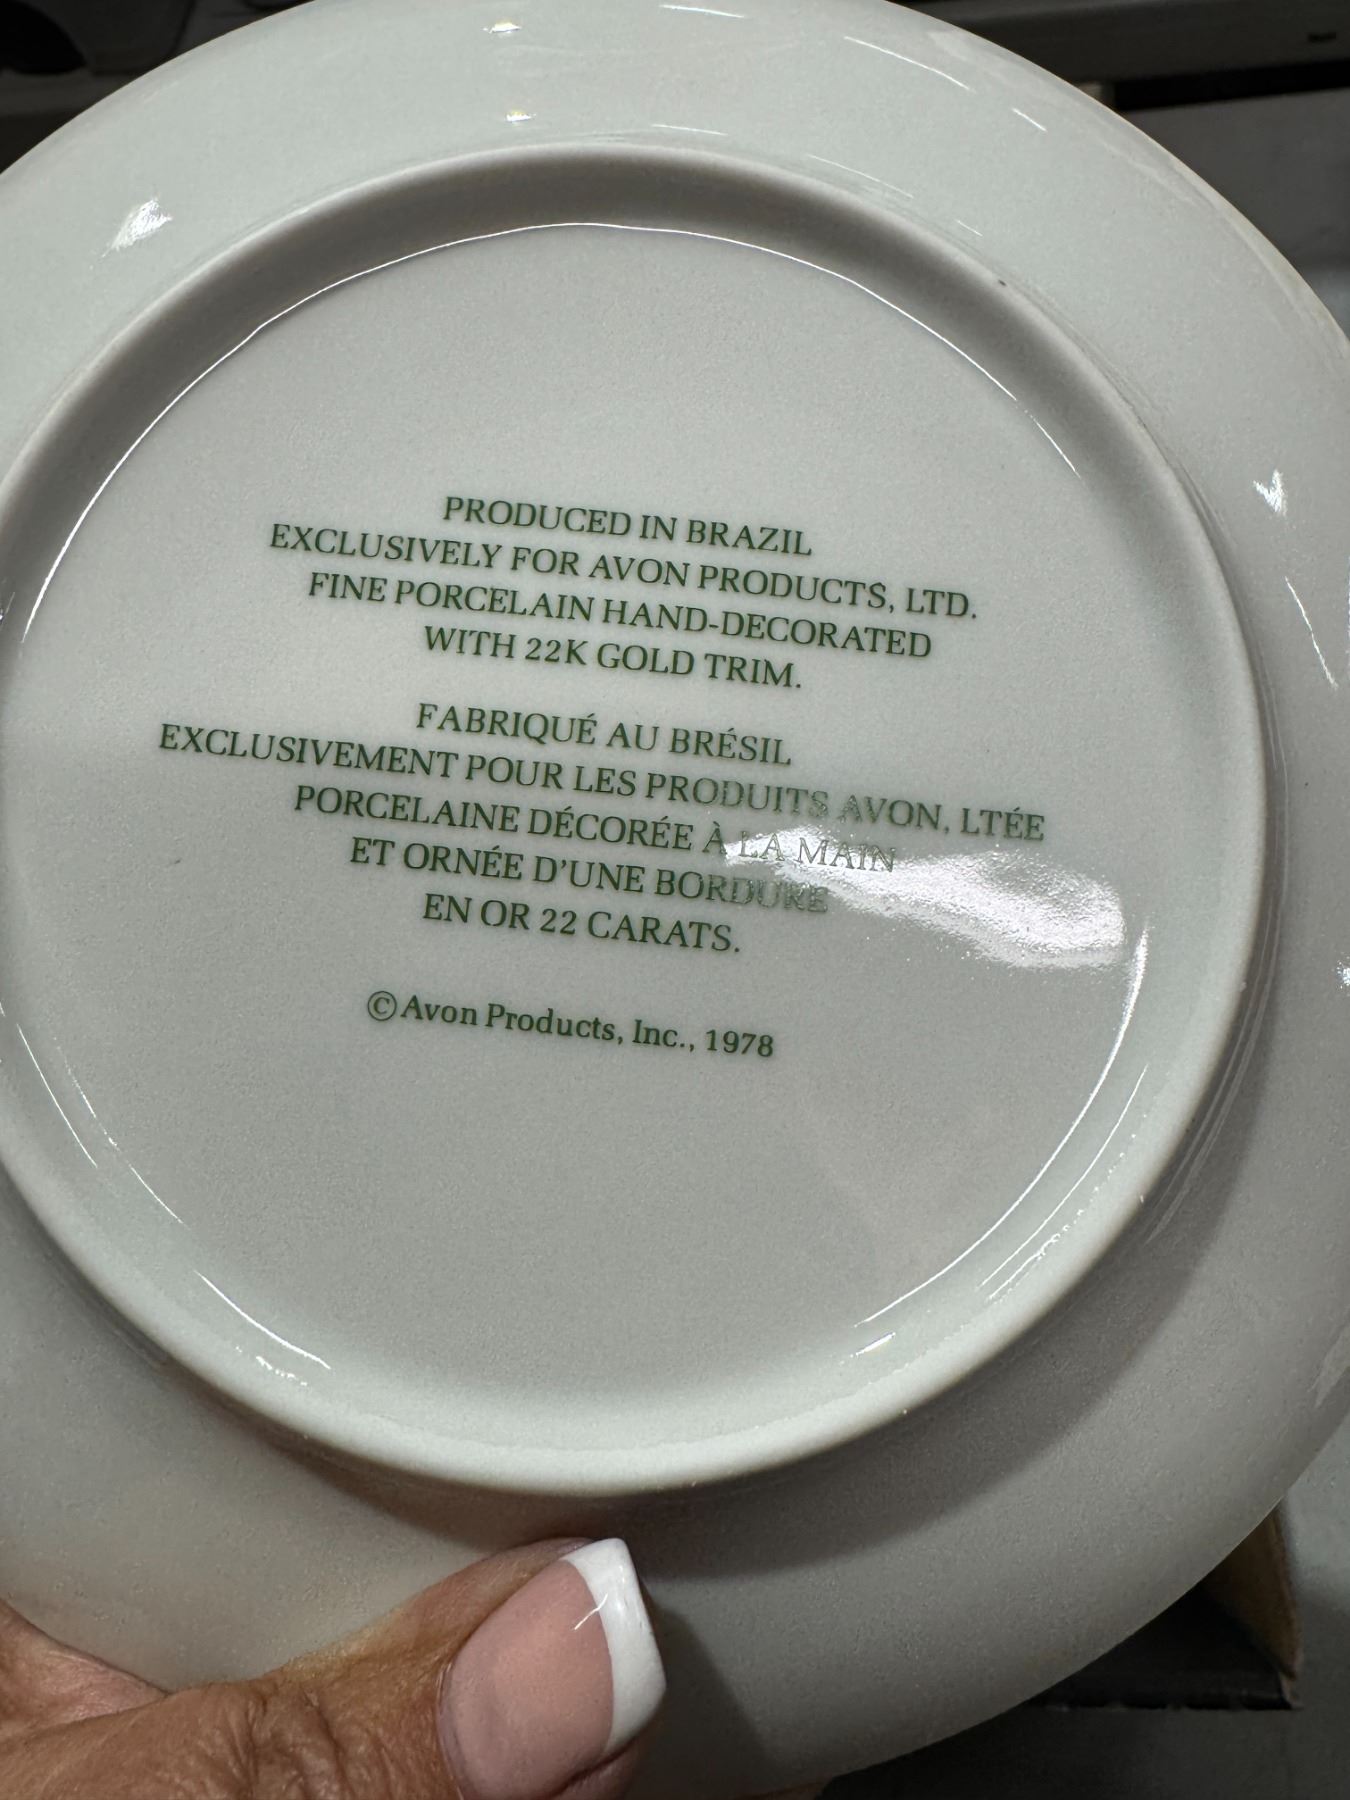 PRODUCED IN BRAZIL
EXCLUSIVELY FOR AVON PRODUCTS, LTD.
FINE PORCELAIN HAND-DECORATED
WITH 22K GOLD TRIM.
FABRIQUÉ AU BRÉSIL
EXCLUSIVEMENT POUR LES PRODUITS AVON, LTÉE
PORCELAINE DÉCORÉE À LA MAIN
ET ORNÉE D'UNE BORDURE
EN OR 22 CARATS.
©Avon Products, Inc., 1978